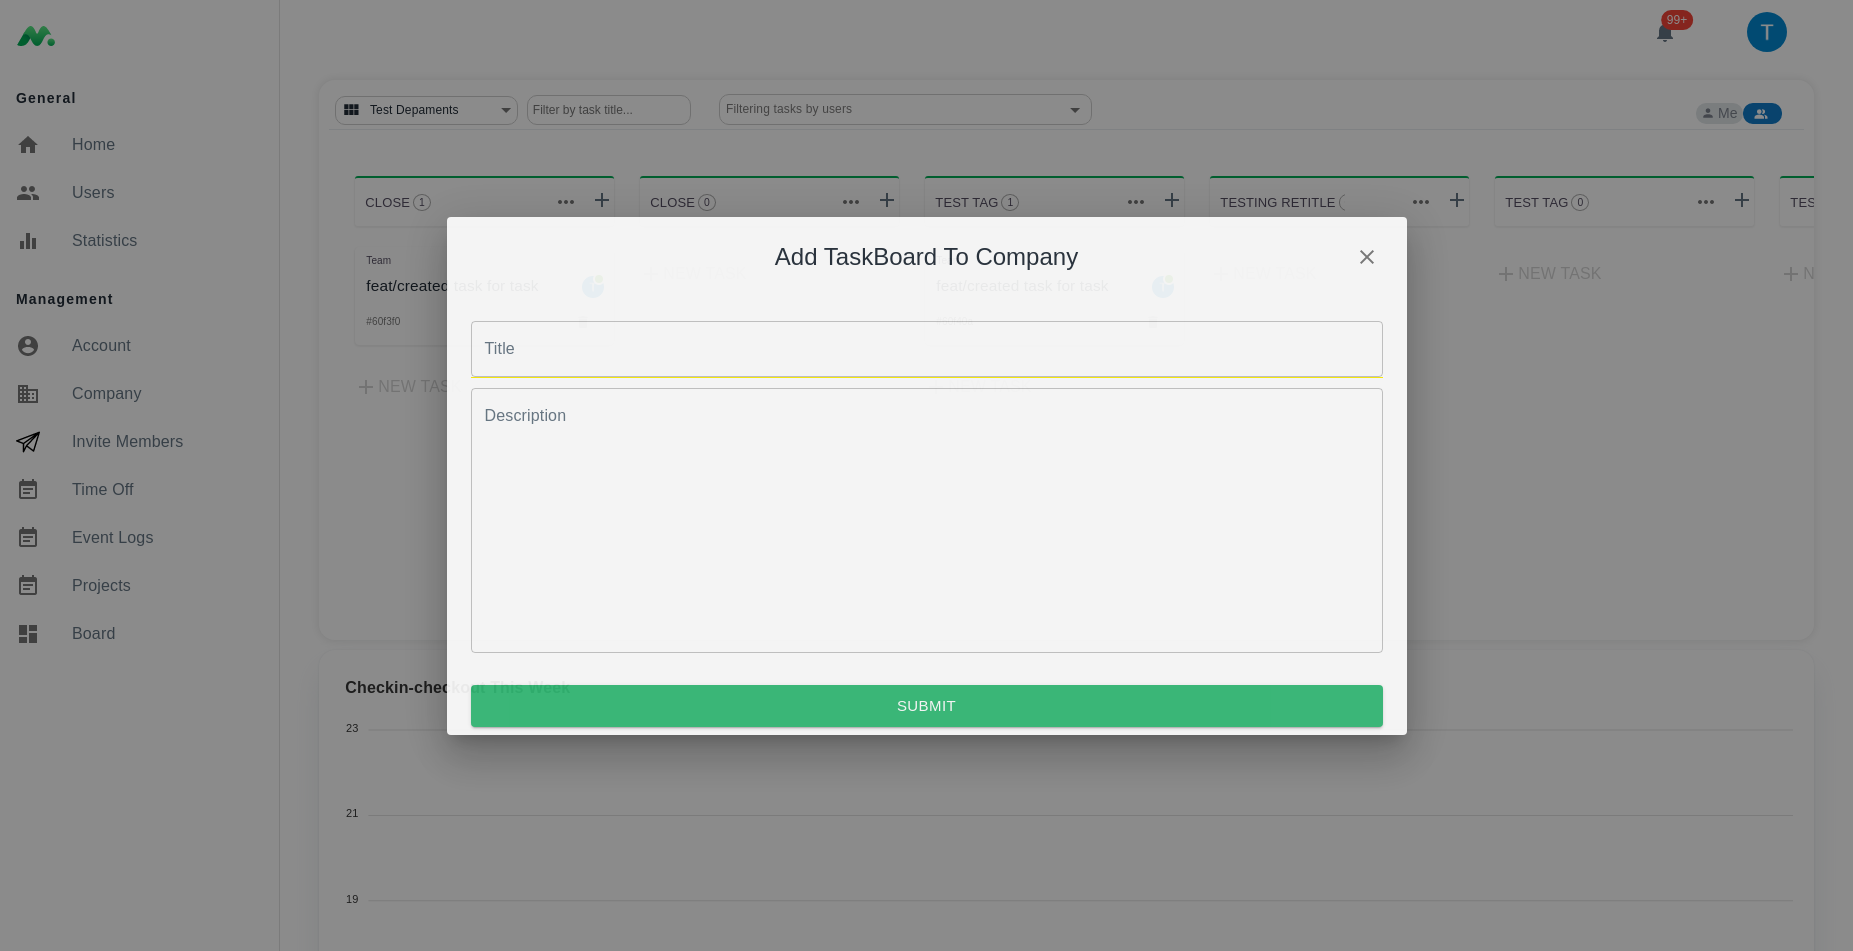 99+
T
General
Home
Users
Statistics
Management
Account
Company
Invite Members
Time Off
Event Logs
Projects
Board
Test Depaments
Filter by task title...
Filtering tasks by users
Me
CLOSE 1
CLOSE 0
TEST TAG 1
TESTING RETITLE
TEST TAG 0
TES
Team
feat/created task for task
#60f3f0
NEW TAS
feat/created task for task
NEW TASK
N
Add TaskBoard To Company
Title
Description
SUBMIT
Checkin-checkout This Week
23
21
19